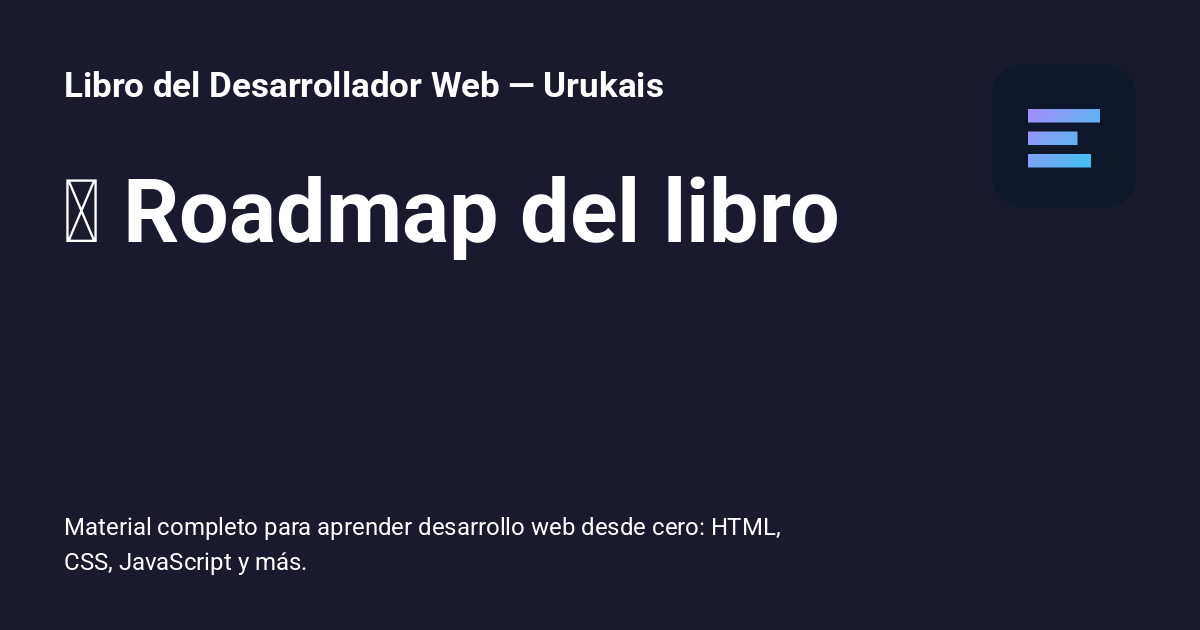 Libro del Desarrollador Web — Urukais
Roadmap del libro
Material completo para aprender desarrollo web desde cero: HTML,
CSS, JavaScript y más.